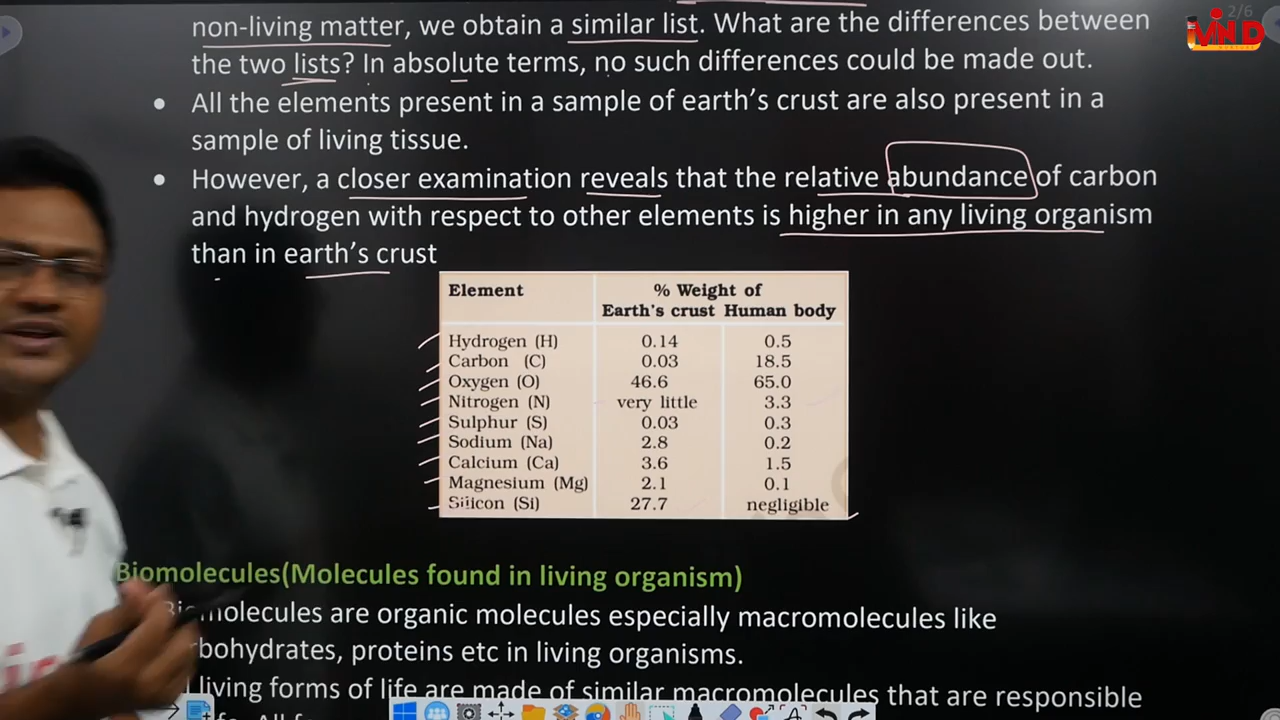 2/6
iVIND
non-living matter, we obtain a similar list. What are the differences between
the two lists? In absolute terms, no such differences could be made out.
• All the elements present in a sample of earth's crust are also present in a
sample of living tissue.
• However, a closer examination reveals that the relative abundance of carbon
and hydrogen with respect to other elements is higher in any living organism
than in earth's crust
Element % Weight of
Earth's crust Human body
Hydrogen (H) 0.14 0.5
Carbon (C) 0.03 18.5
Oxygen (O) 46.6 65.0
Nitrogen (N) very little 3.3
Sulphur (S) 0.03 0.3
Sodium (Na) 2.8 0.2
Calcium (Ca) 3.6 1.5
Magnesium (Mg) 2.1 0.1
Silicon (Si) 27.7 negligible
Biomolecules(Molecules found in living organism)
molecules are organic molecules especially macromolecules like
bohydrates, proteins etc in living organisms.
living forms of life are made of similar macromolecules that are responsible